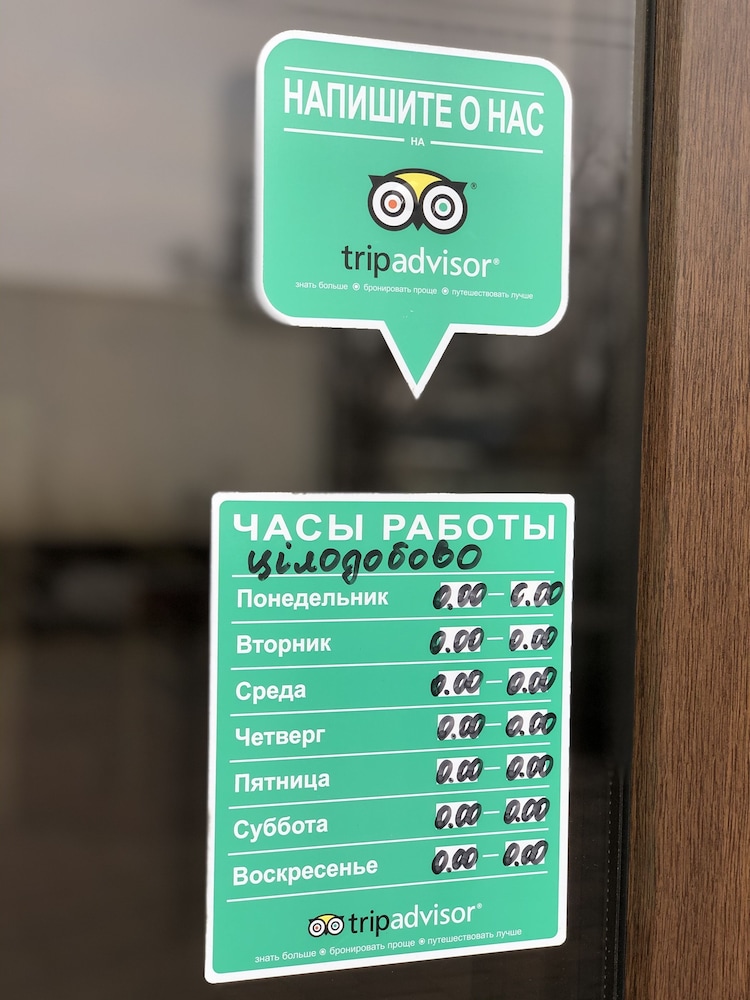 НАПИШИТЕ О НАС
НА
tripadvisor®
знать больше ⦿ бронировать проще ⦿ путешествовать лучше
ЧАСЫ РАБОТЫ
цілодобово
Понедельник 0.00 – 0.00
Вторник 0.00 – 0.00
Среда 0.00 – 0.00
Четверг 0.00 – 0.00
Пятница 0.00 – 0.00
Суббота 0.00 – 0.00
Воскресенье 0.00 – 0.00
tripadvisor®
знать больше ⦿ бронировать проще ⦿ путешествовать лучше